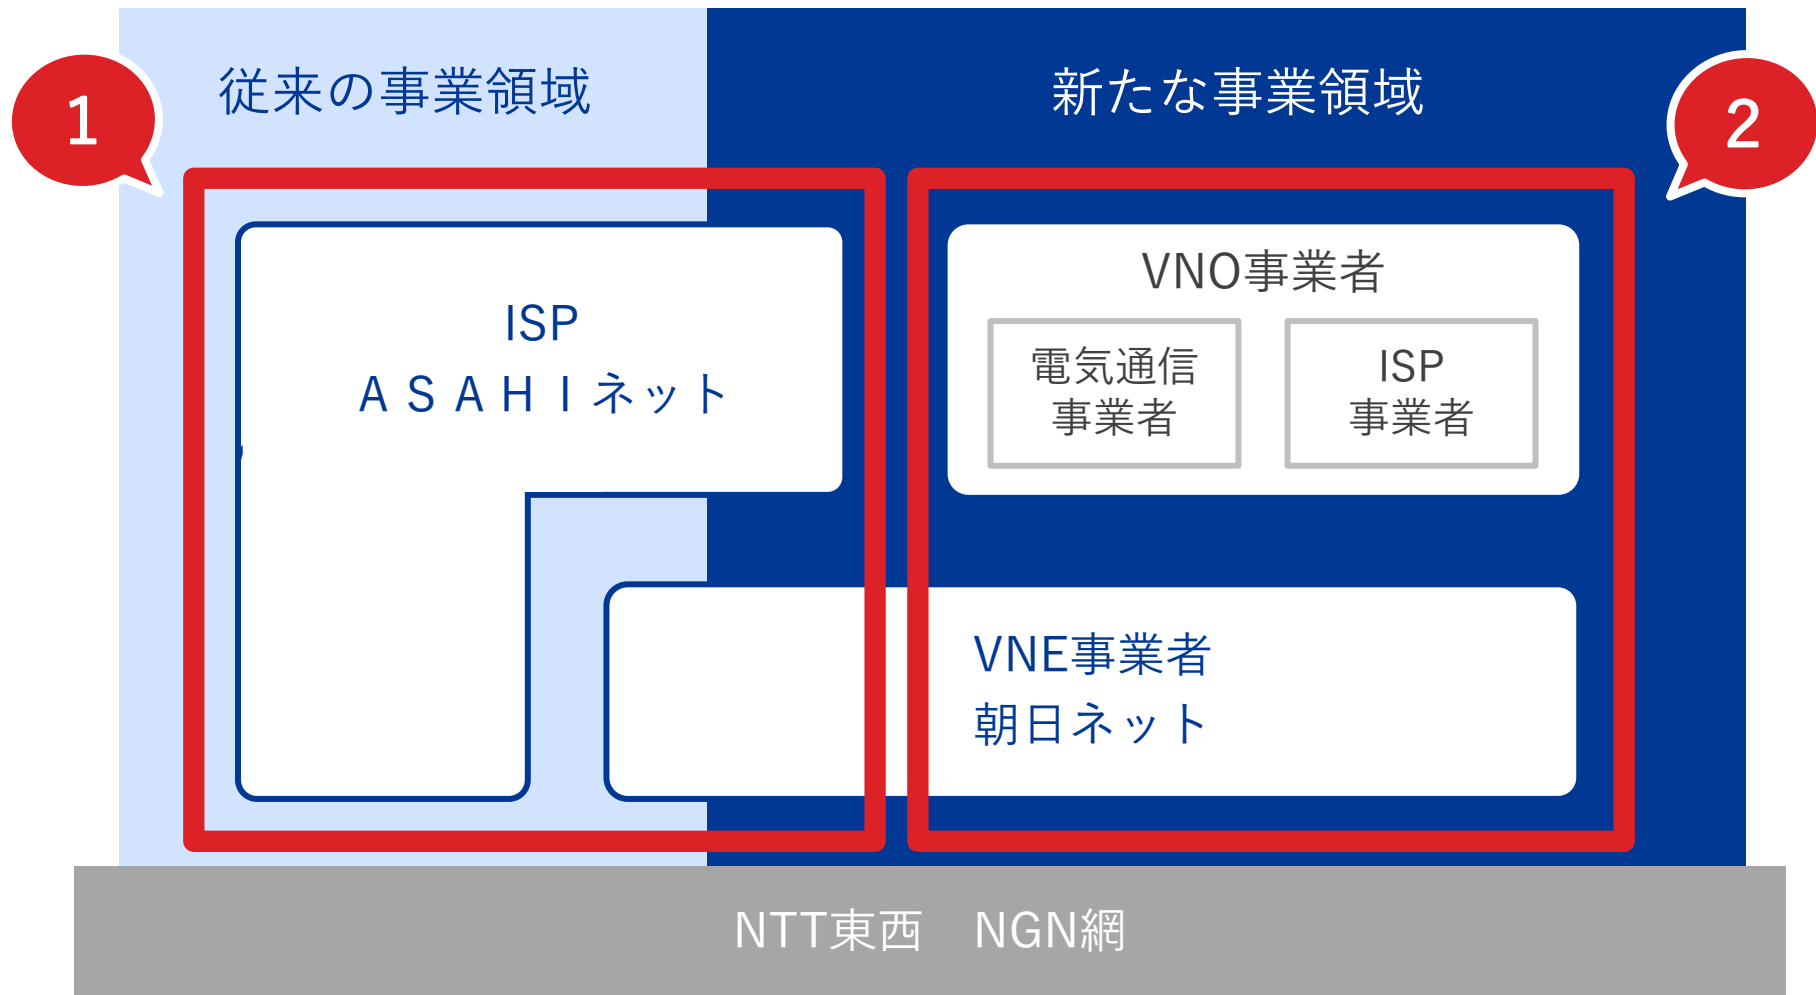 1
従来の事業領域
新たな事業領域
2
ISP
ＡＳＡＨＩネット
VNO事業者
電気通信
事業者
ISP
事業者
VNE事業者
朝日ネット
NTT東西　NGN網